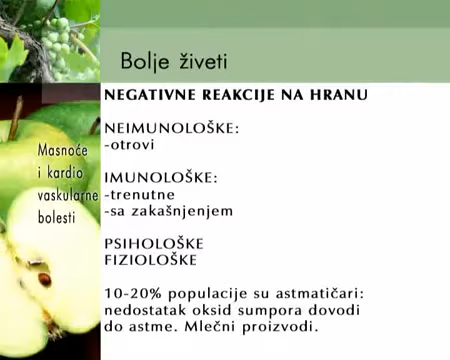 Bolje živeti
Masnoće
i kardio
vaskularne
bolesti
NEGATIVNE REAKCIJE NA HRANU
NEIMUNOLOŠKE:
-otrovi
IMUNOLOŠKE:
-trenutne
-sa zakašnjenjem
PSIHOLOŠKE
FIZIOLOŠKE
10-20% populacije su astmatičari:
nedostatak oksid sumpora dovodi
do astme. Mlečni proizvodi.